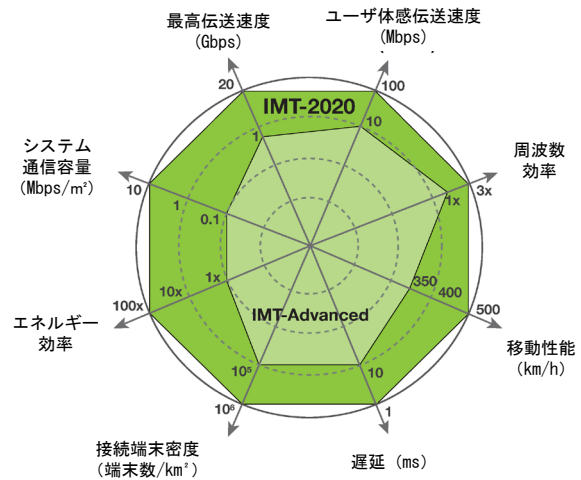 最高伝送速度
(Gbps)
ユーザ体感伝送速度
(Mbps)
20
100
IMT-2020
1
10
システム
通信容量
(Mbps/㎡)
周波数
効率
10
1
0.1
1x
3x
1x
350
400
500
100x
10x
エネルギー
効率
IMT-Advanced
移動性能
(km/h)
10⁵
10
10⁶
1
接続端末密度
(端末数/km²)
遅延 (ms)